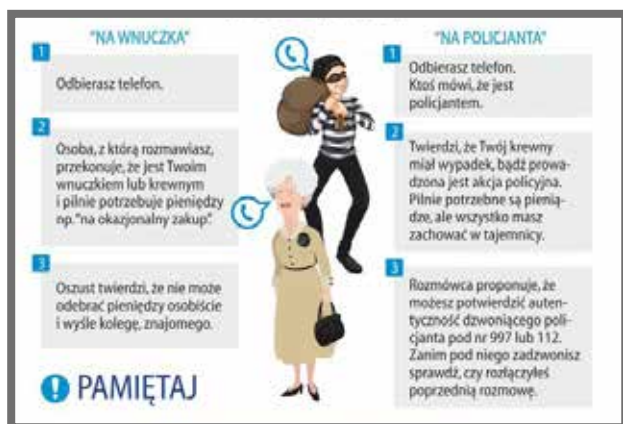 "NA WNUCZKA"
1
Odbierasz telefon.
2
Osoba, z którą rozmawiasz,
przekonuje, że jest Twoim
wnuczkiem lub krewnym
i pilnie potrzebuje pieniędzy
np. "na okazjonalny zakup".
3
Oszust twierdzi, że nie może
odebrać pieniędzy osobiście
i wyśle kolegę, znajomego.
"NA POLICJANTA"
1
Odbierasz telefon.
Ktoś mówi, że jest
policjantem.
2
Twierdzi, że Twój krewny
miał wypadek, bądź prowa-
dzona jest akcja policyjna.
Pilnie potrzebne są pienią-
dze, ale wszystko masz
zachować w tajemnicy.
3
Rozmówca proponuje, że
możesz potwierdzić auten-
tyczność dzwoniącego poli-
cjanta pod nr 997 lub 112.
Zanim pod niego zadzwonisz
sprawdź, czy rozłączyłeś
poprzednią rozmowę.
! PAMIĘTAJ